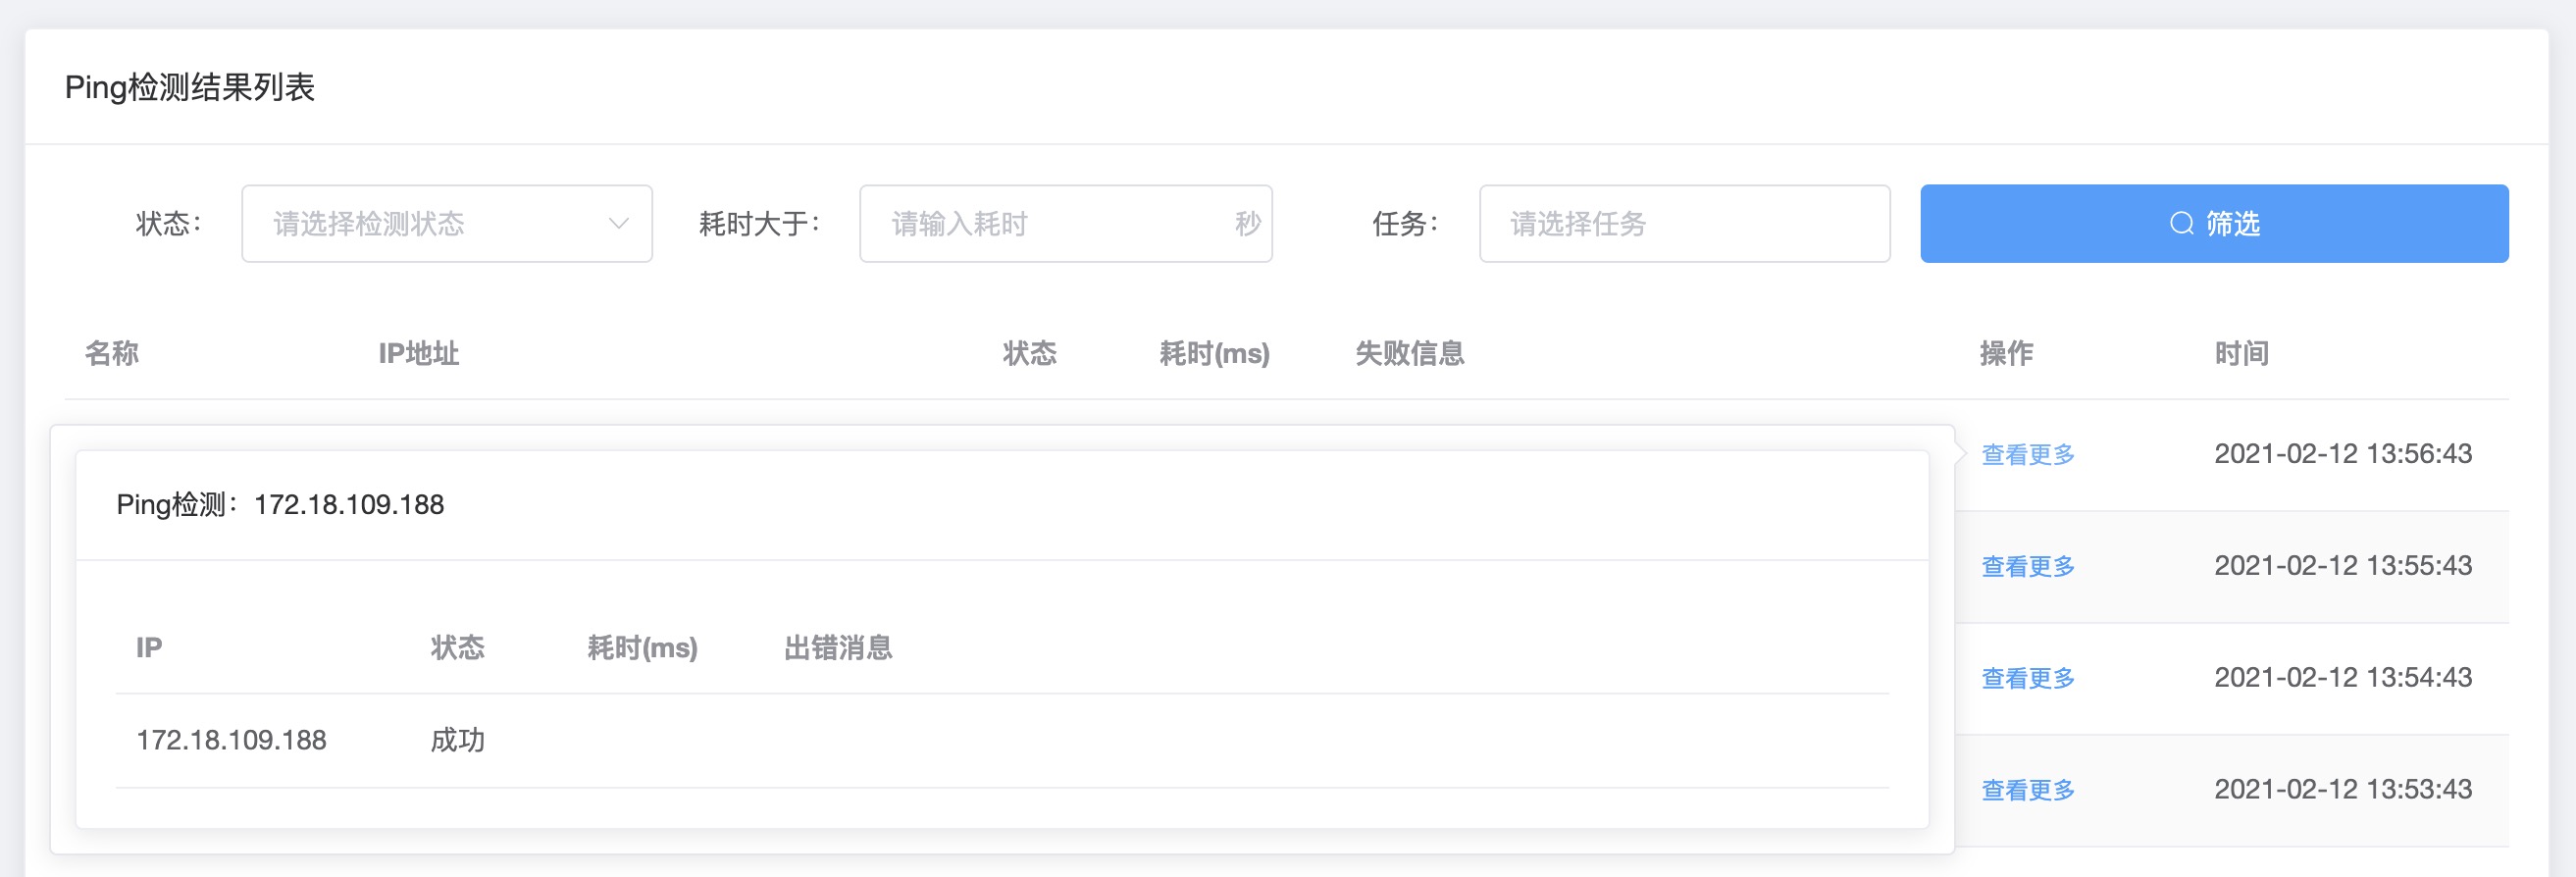 Ping检测结果列表
状态： 请选择检测状态 耗时大于： 请输入耗时 秒 任务： 请选择任务 筛选
名称 IP地址 状态 耗时(ms) 失败信息 操作 时间
查看更多 2021-02-12 13:56:43
Ping检测：172.18.109.188
查看更多 2021-02-12 13:55:43
IP 状态 耗时(ms) 出错消息
查看更多 2021-02-12 13:54:43
172.18.109.188 成功
查看更多 2021-02-12 13:53:43